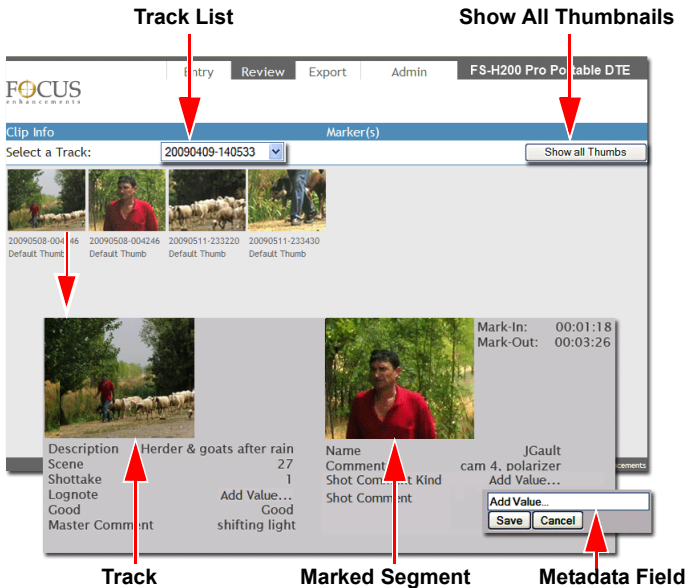 Track List
Show All Thumbnails
Entry Review Export Admin FS-H200 Pro Portable DTE
FOCUS
enhancements
Clip Info Marker(s)
Select a Track: 20090409-140533 Show all Thumbs
20090508-004246 20090508-004246 20090511-233220 20090511-233430
Default Thumb Default Thumb Default Thumb Default Thumb
Mark-In: 00:01:18
Mark-Out: 00:03:26
Description Herder & goats after rain
Scene 27
Shottake 1
Lognote Add Value...
Good Good
Master Comment shifting light
Name JGault
Comment cam 4, polarizer
Shot Comment Kind Add Value...
Shot Comment
Add Value...
Save Cancel
Track
Marked Segment
Metadata Field